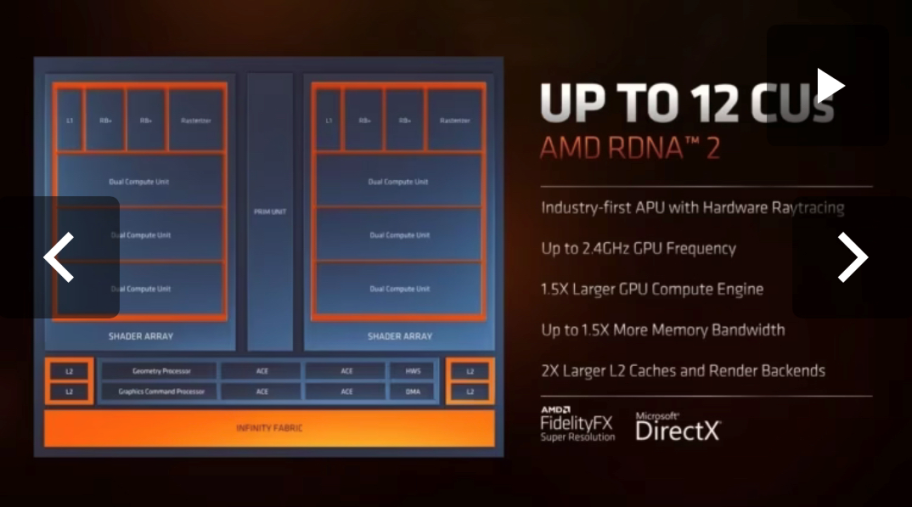 L1 RB+ RB+ Rasterizer
Dual Compute Unit
Dual Compute Unit
Dual Compute Unit
SHADER ARRAY
PRIM UNIT
L1 RB+ RB+ Rasterizer
Dual Compute Unit
Dual Compute Unit
Dual Compute Unit
SHADER ARRAY
L2 Geometry Processor ACE ACE HWS L2
L2 Graphics Command Processor ACE ACE DMA L2
INFINITY FABRIC
UP TO 12 CUs
AMD RDNA™ 2
Industry-first APU with Hardware Raytracing
Up to 2.4GHz GPU Frequency
1.5X Larger GPU Compute Engine
Up to 1.5X More Memory Bandwidth
2X Larger L2 Caches and Render Backends
AMD
FidelityFX
Super Resolution
Microsoft®
DirectX®